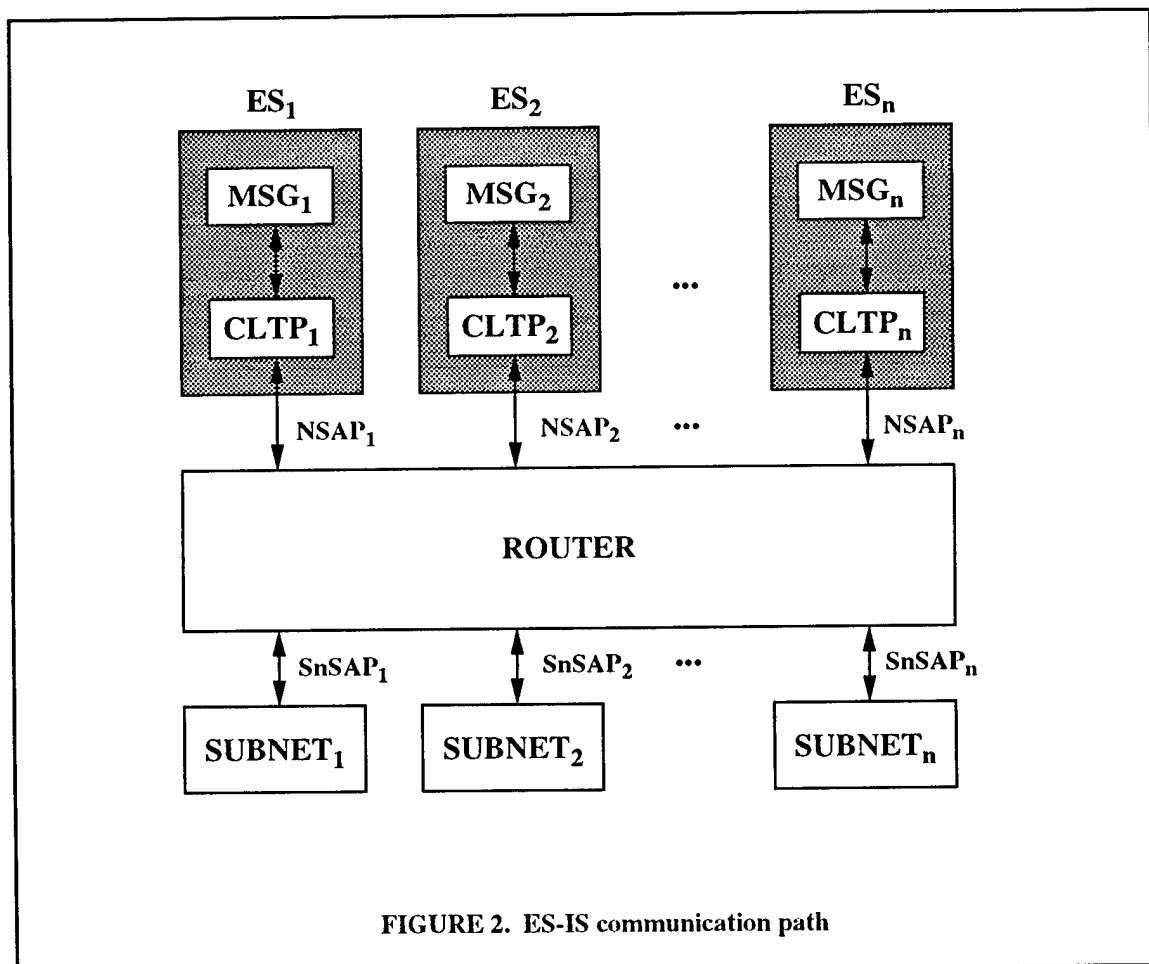 ES1 ES2 ESn
MSG1 MSG2 MSGn
...
CLTP1 CLTP2 CLTPn
NSAP1 NSAP2 ... NSAPn
ROUTER
SnSAP1 SnSAP2 ... SnSAPn
SUBNET1 SUBNET2 SUBNETn
FIGURE 2. ES-IS communication path